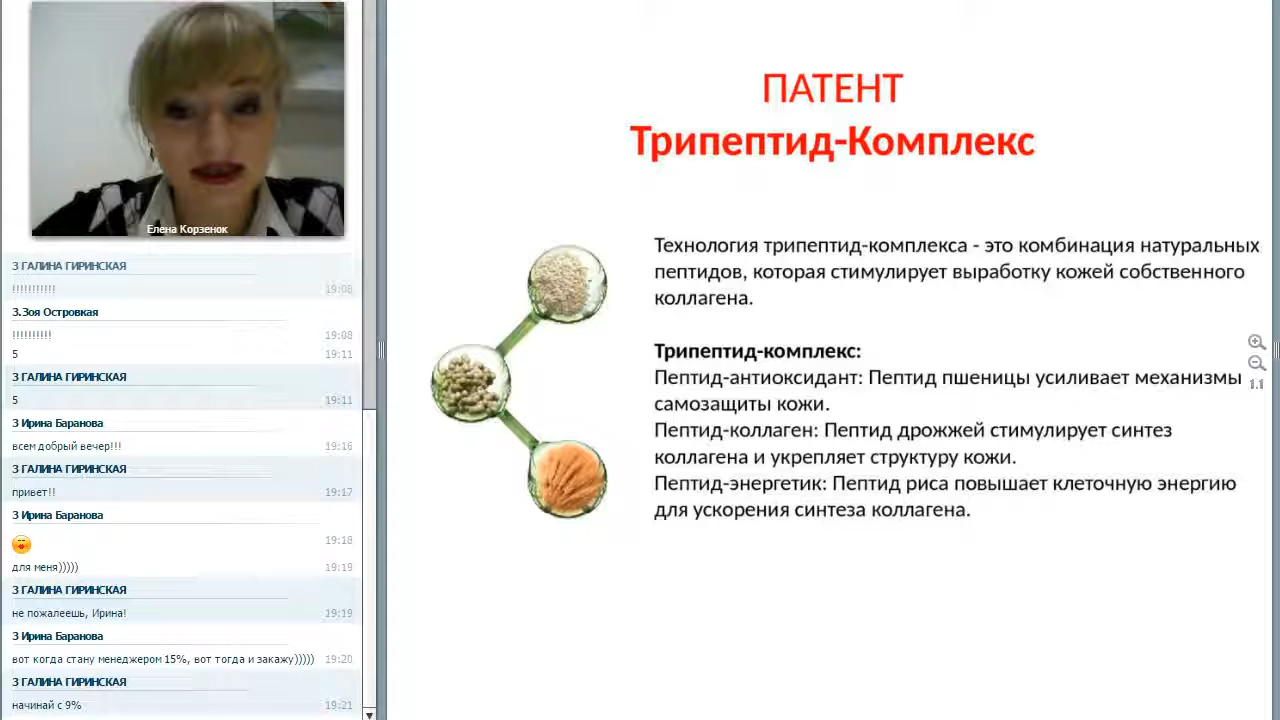 Елена Корзенок
3 ГАЛИНА ГИРИНСКАЯ
!!!!!!!!!!! 19:08
3.Зоя Островкая
!!!!!!!!!! 19:08
5 19:11
3 ГАЛИНА ГИРИНСКАЯ
5 19:11
3 Ирина Баранова
всем добрый вечер!!! 19:16
3 ГАЛИНА ГИРИНСКАЯ
привет!! 19:17
3 Ирина Баранова
19:18
для меня))))) 19:19
3 ГАЛИНА ГИРИНСКАЯ
не пожалеешь, Ирина! 19:19
3 Ирина Баранова
вот когда стану менеджером 15%, вот тогда и закажу))))) 19:20
3 ГАЛИНА ГИРИНСКАЯ
начинай с 9% 19:21
ПАТЕНТ
Трипептид-Комплекс
Технология трипептид-комплекса - это комбинация натуральных
пептидов, которая стимулирует выработку кожей собственного
коллагена.
Трипептид-комплекс:
Пептид-антиоксидант: Пептид пшеницы усиливает механизмы
самозащиты кожи.
Пептид-коллаген: Пептид дрожжей стимулирует синтез
коллагена и укрепляет структуру кожи.
Пептид-энергетик: Пептид риса повышает клеточную энергию
для ускорения синтеза коллагена.
1:1